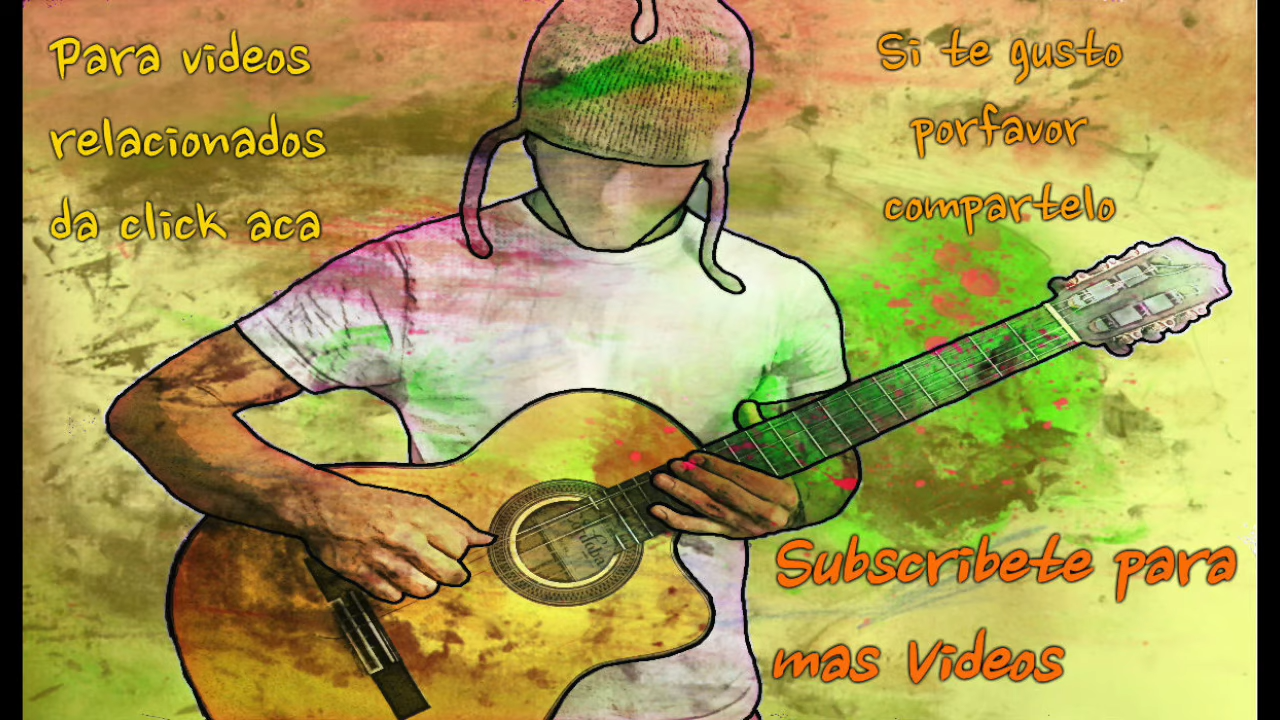 Para videos
relacionados
da click aca
Si te gusto
porfavor
compartelo
Subscribete para
mas Videos